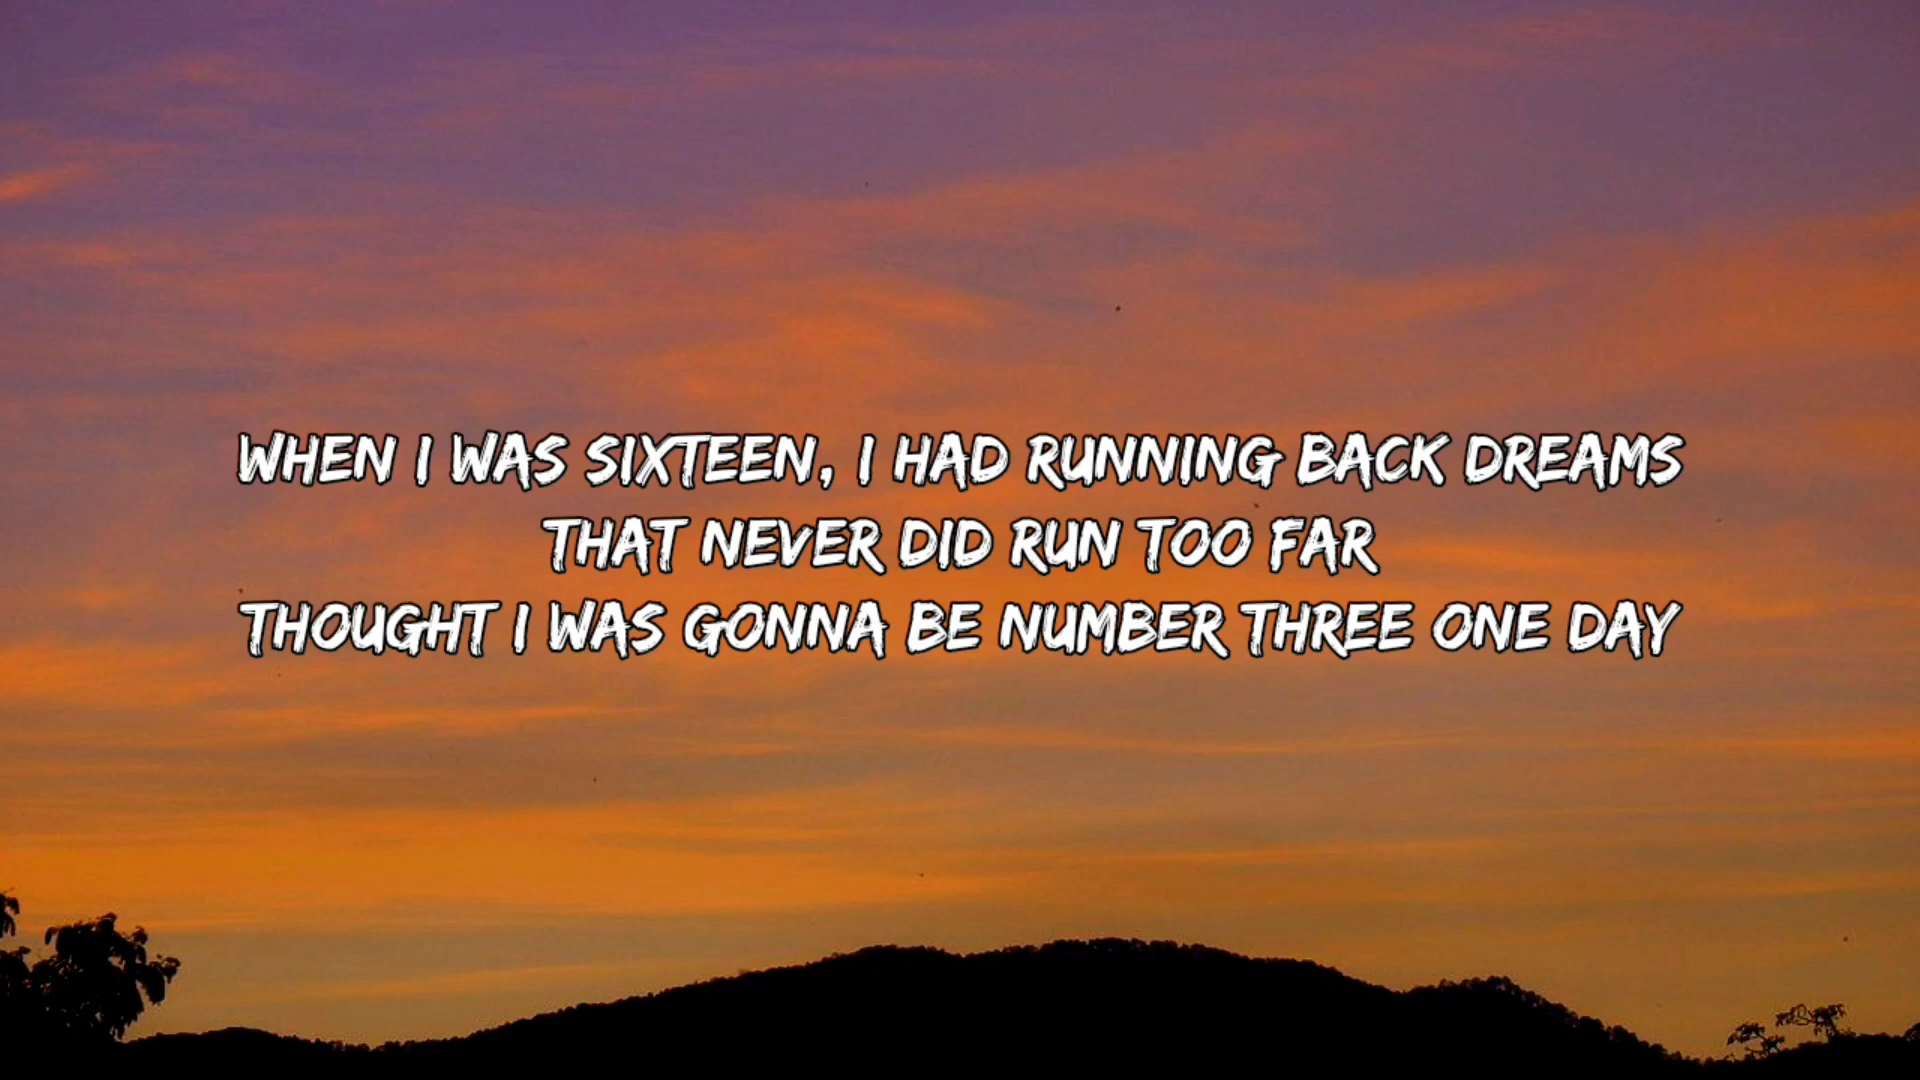 WHEN I WAS SIXTEEN, I HAD RUNNING BACK DREAMS
THAT NEVER DID RUN TOO FAR
THOUGHT I WAS GONNA BE NUMBER THREE ONE DAY